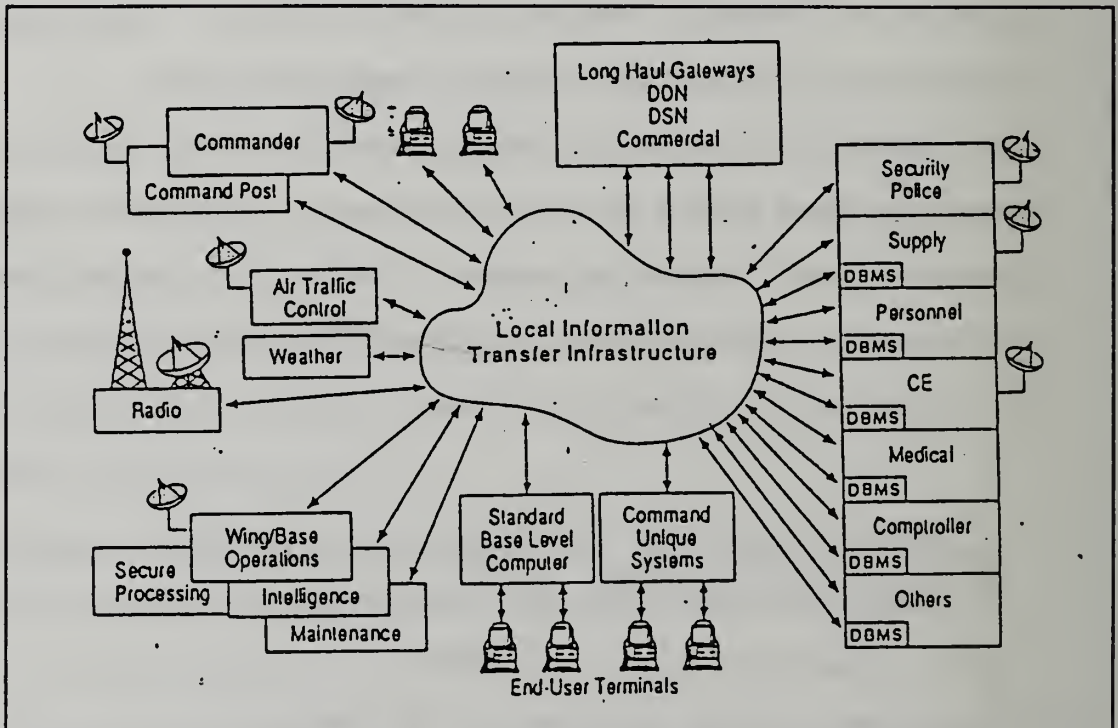 Commander
Command Post
Long Haul Gateways
DDN
DSN
Commercial
Security
Police
Supply
DBMS
Personnel
DBMS
CE
DBMS
Medical
DBMS
Comptroller
DBMS
Others
DBMS
Air Traffic
Control
Weather
Radio
Local Information
Transfer Infrastructure
Wing/Base
Operations
Secure
Processing
Intelligence
Maintenance
Standard
Base Level
Computer
Command
Unique
Systems
End-User Terminals